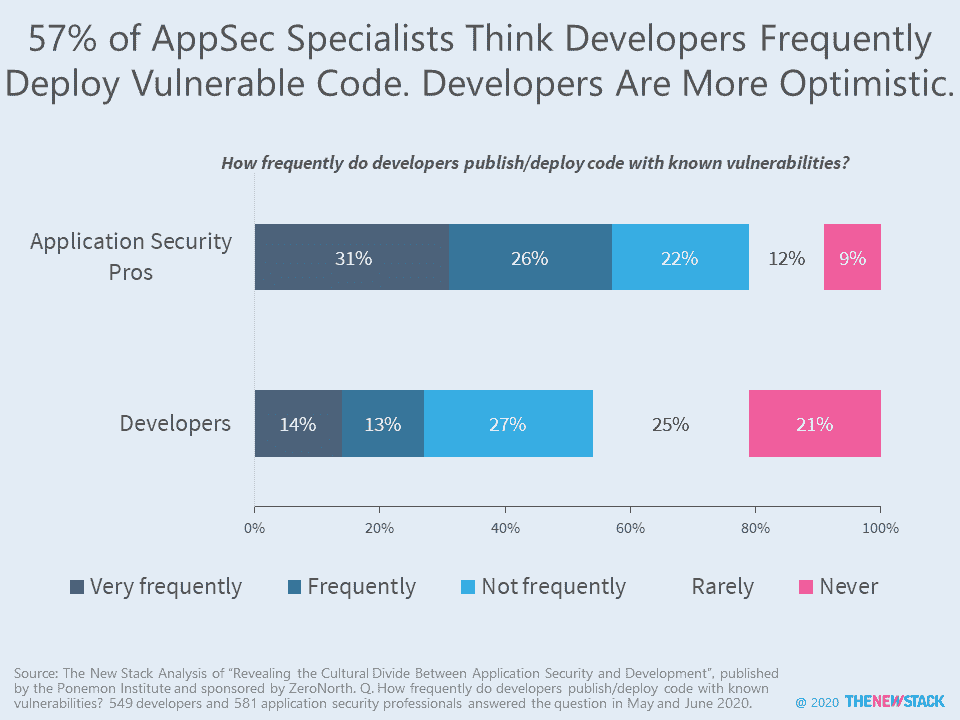 57% of AppSec Specialists Think Developers Frequently
Deploy Vulnerable Code. Developers Are More Optimistic.
How frequently do developers publish/deploy code with known vulnerabilities?
Application Security
Pros
31%
26%
22%
12%
9%
Developers
14%
13%
27%
25%
21%
0%
20%
40%
60%
80%
100%
Very frequently
Frequently
Not frequently
Rarely
Never
Source: The New Stack Analysis of “Revealing the Cultural Divide Between Application Security and Development”, published
by the Ponemon Institute and sponsored by ZeroNorth. Q. How frequently do developers publish/deploy code with known
vulnerabilities? 549 developers and 581 application security professionals answered the question in May and June 2020.
@ 2020 THENEWSTACK